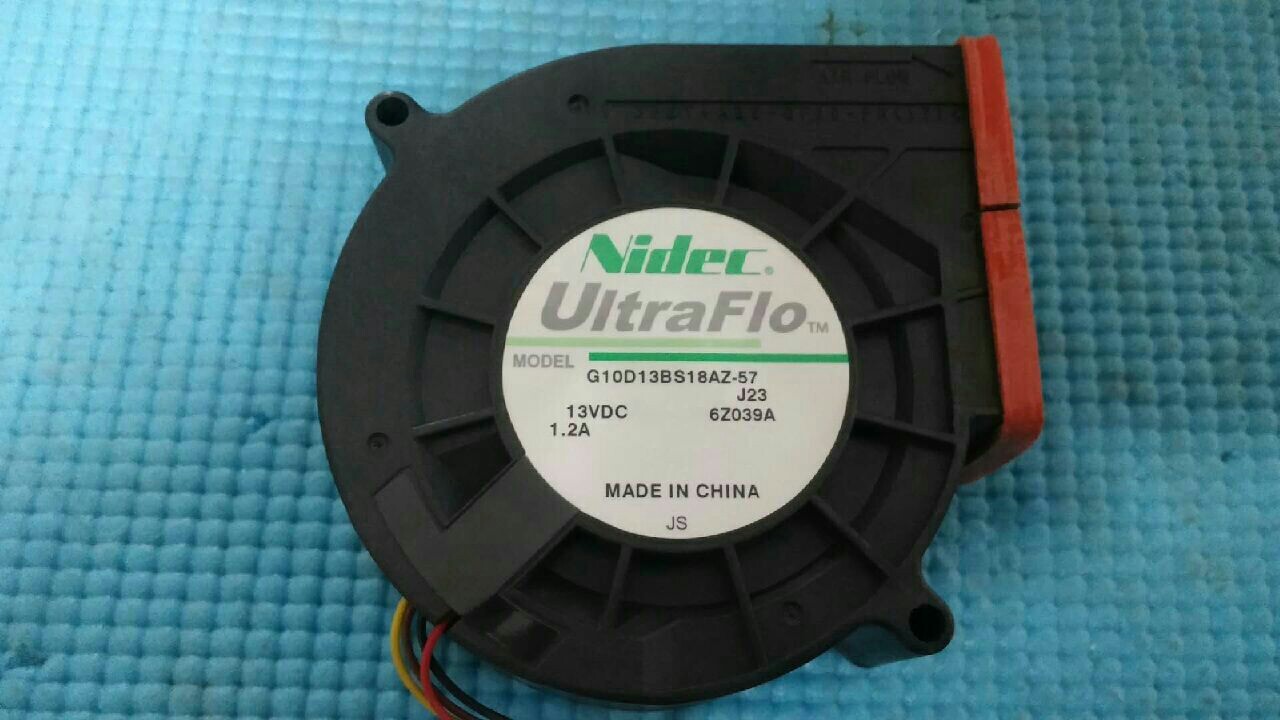 AIR FLOW
Nidec
UltraFlo™
MODEL
G10D13BS18AZ-57
J23
13VDC 6Z039A
1.2A
MADE IN CHINA
JS